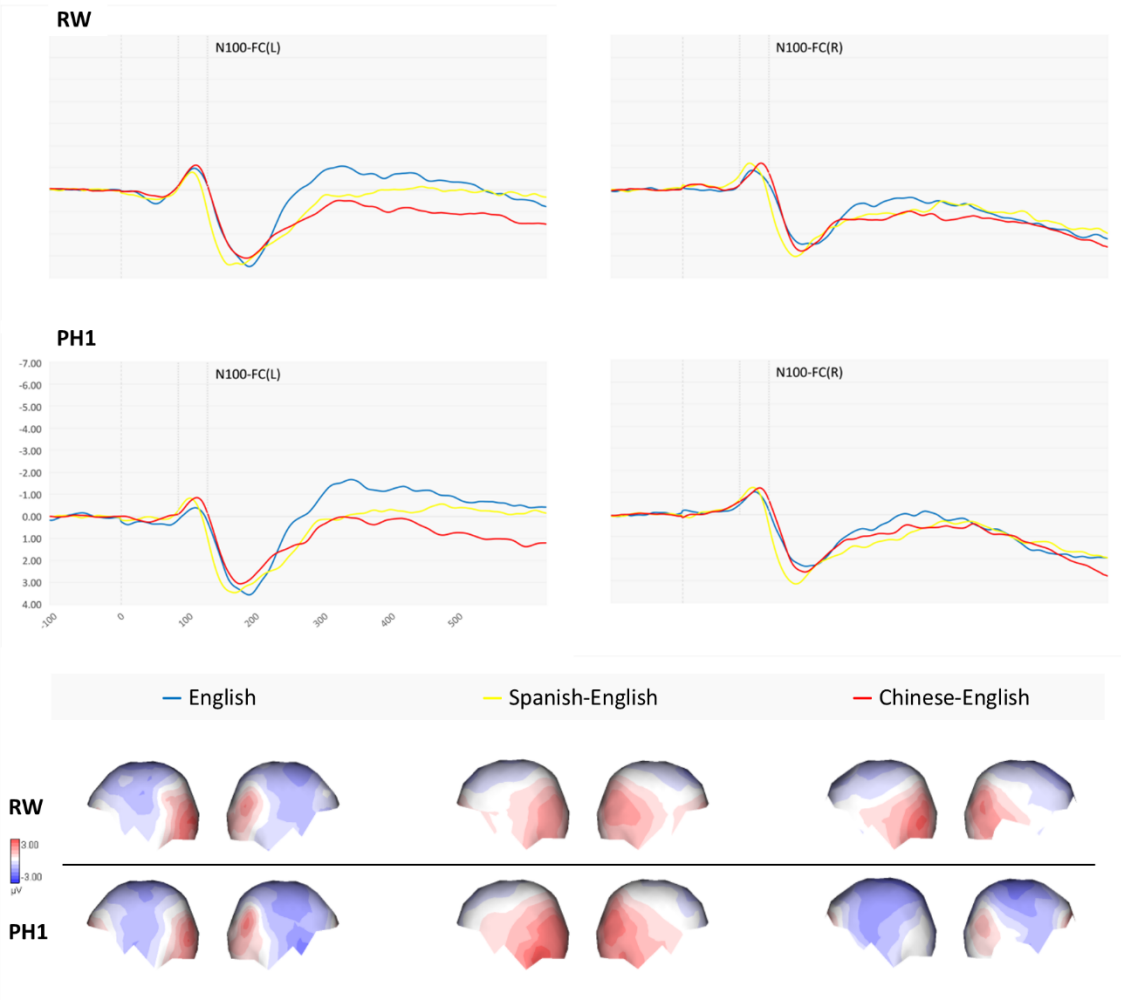 RW
N100-FC(L)
N100-FC(R)
PH1
N100-FC(L)
N100-FC(R)
-7.00
-6.00
-5.00
-4.00
-3.00
-2.00
-1.00
0.00
1.00
2.00
3.00
4.00
-100
0
100
200
300
400
500
English
Spanish-English
Chinese-English
RW
3.00
-3.00
µV
PH1